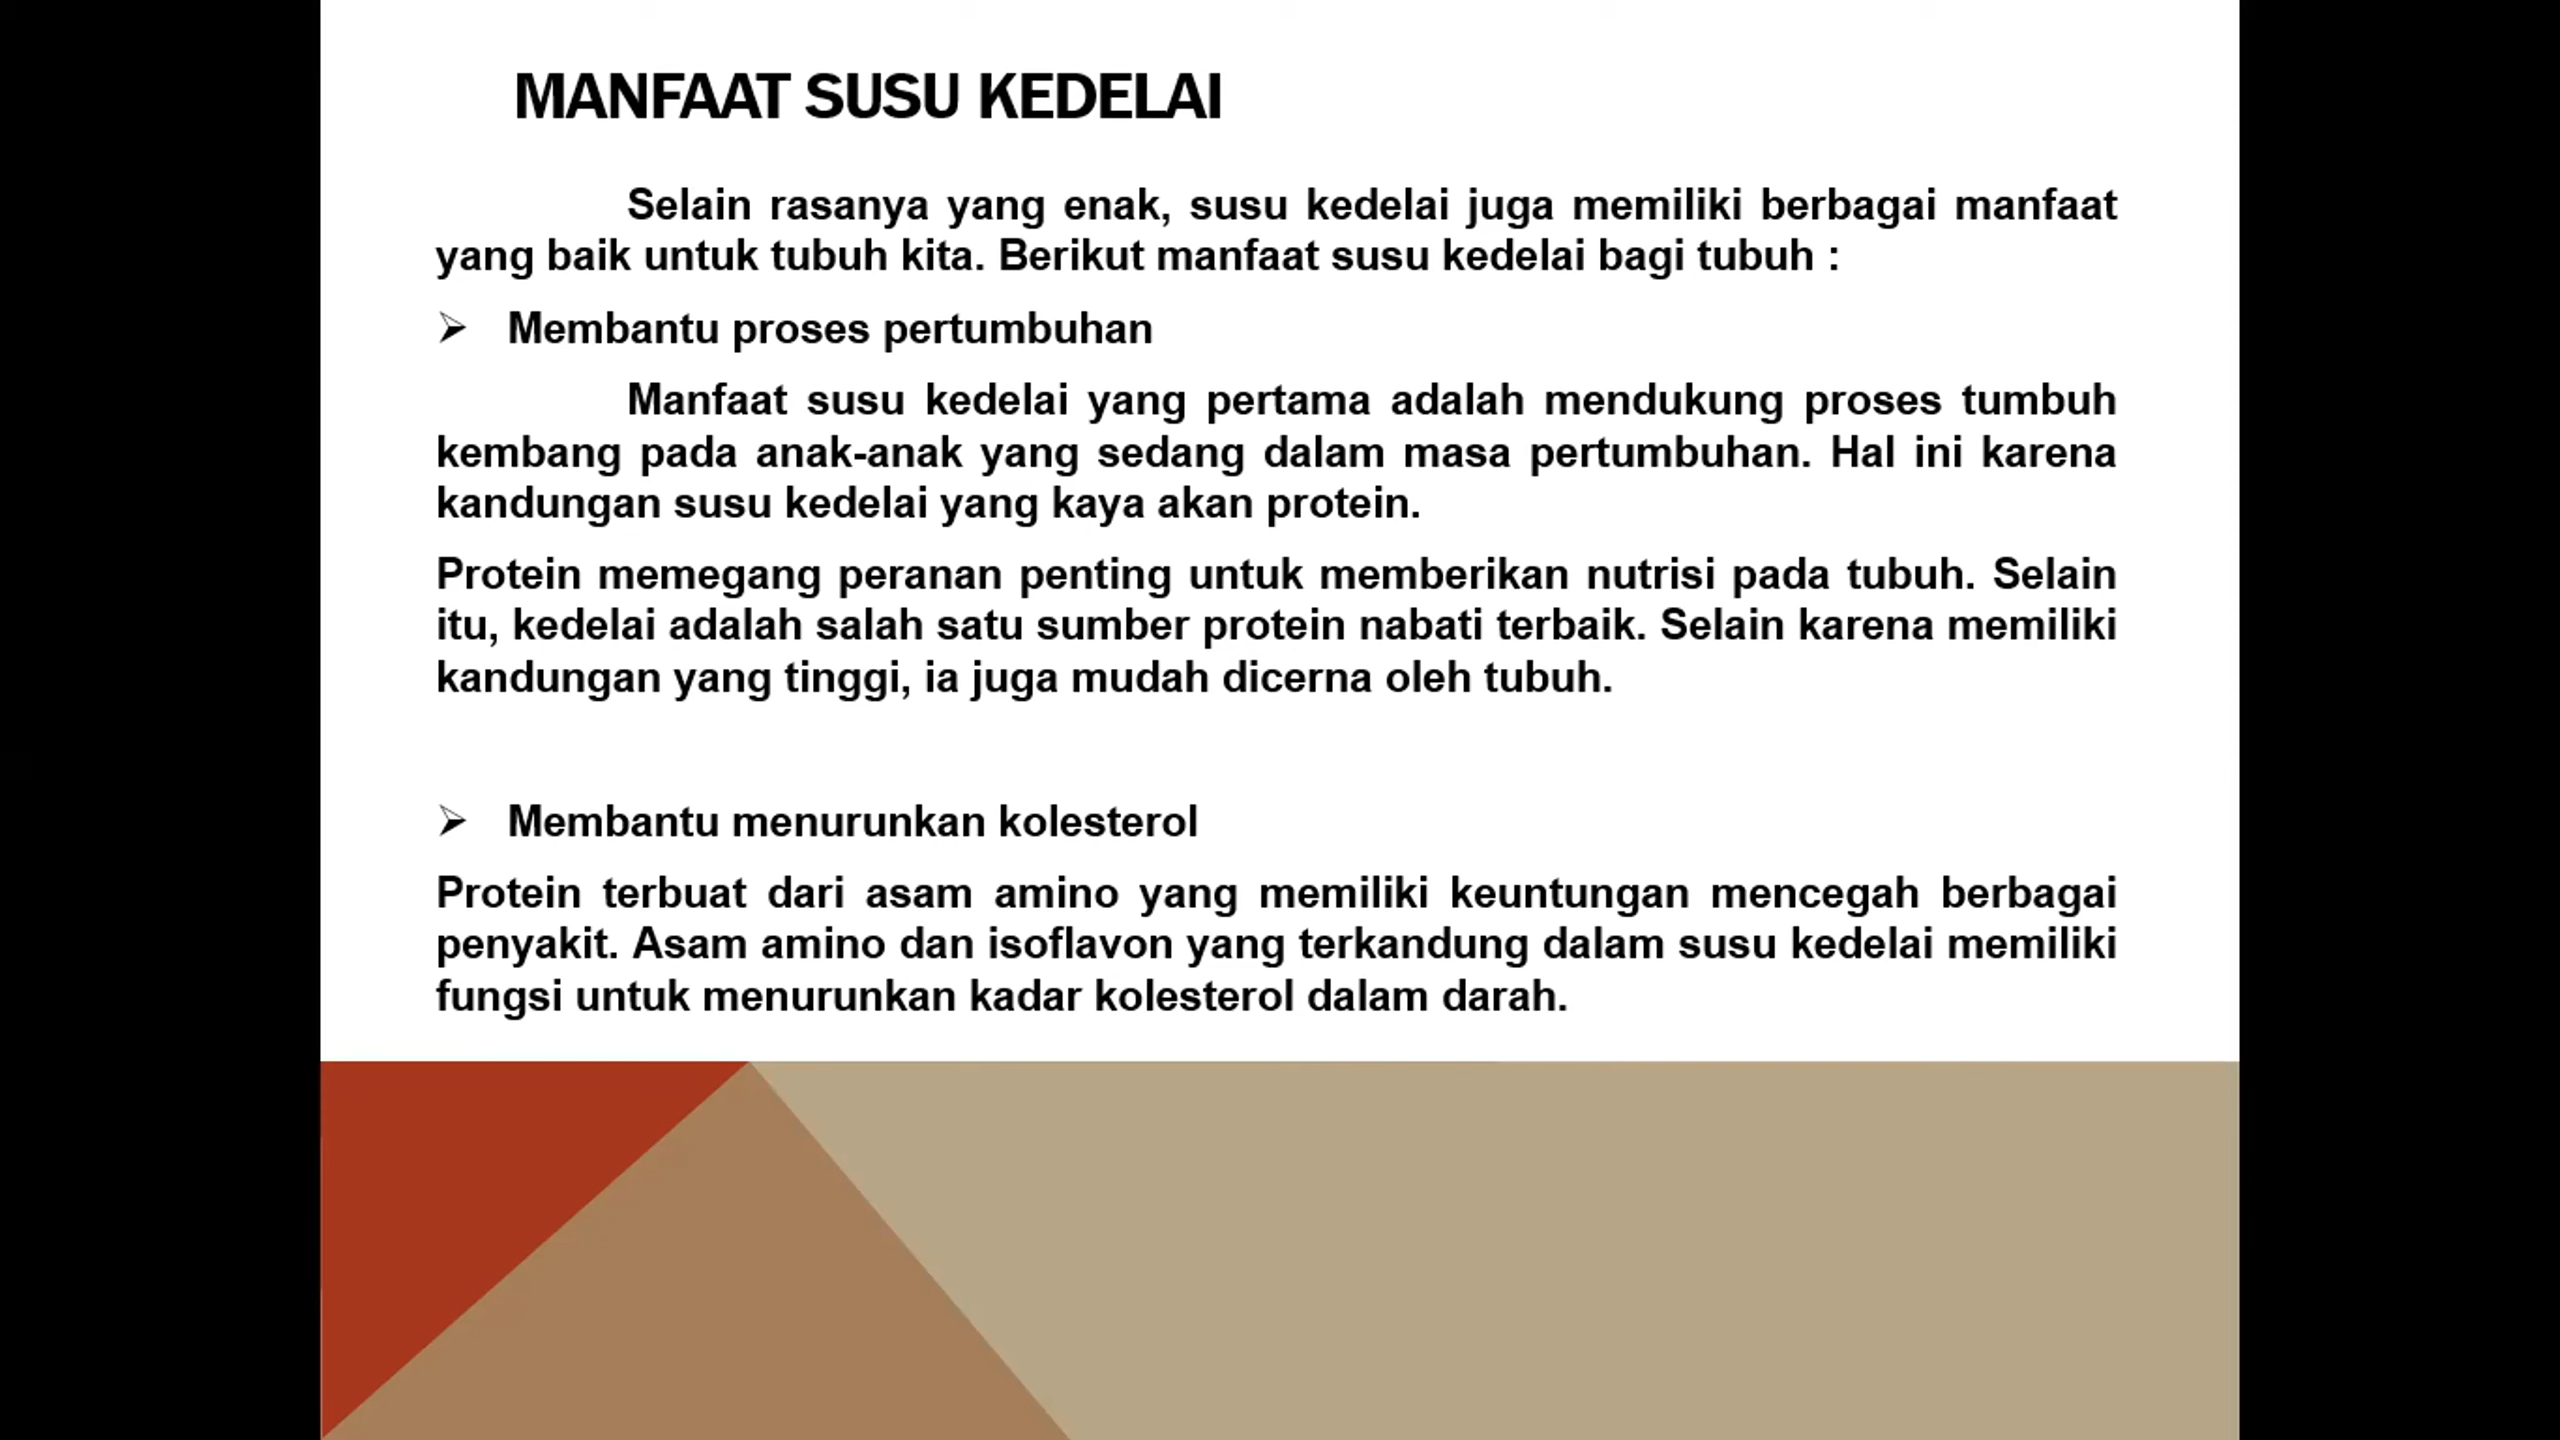 MANFAAT SUSU KEDELAI
Selain rasanya yang enak, susu kedelai juga memiliki berbagai manfaat
yang baik untuk tubuh kita. Berikut manfaat susu kedelai bagi tubuh :
➢ Membantu proses pertumbuhan
Manfaat susu kedelai yang pertama adalah mendukung proses tumbuh
kembang pada anak-anak yang sedang dalam masa pertumbuhan. Hal ini karena
kandungan susu kedelai yang kaya akan protein.
Protein memegang peranan penting untuk memberikan nutrisi pada tubuh. Selain
itu, kedelai adalah salah satu sumber protein nabati terbaik. Selain karena memiliki
kandungan yang tinggi, ia juga mudah dicerna oleh tubuh.
➢ Membantu menurunkan kolesterol
Protein terbuat dari asam amino yang memiliki keuntungan mencegah berbagai
penyakit. Asam amino dan isoflavon yang terkandung dalam susu kedelai memiliki
fungsi untuk menurunkan kadar kolesterol dalam darah.